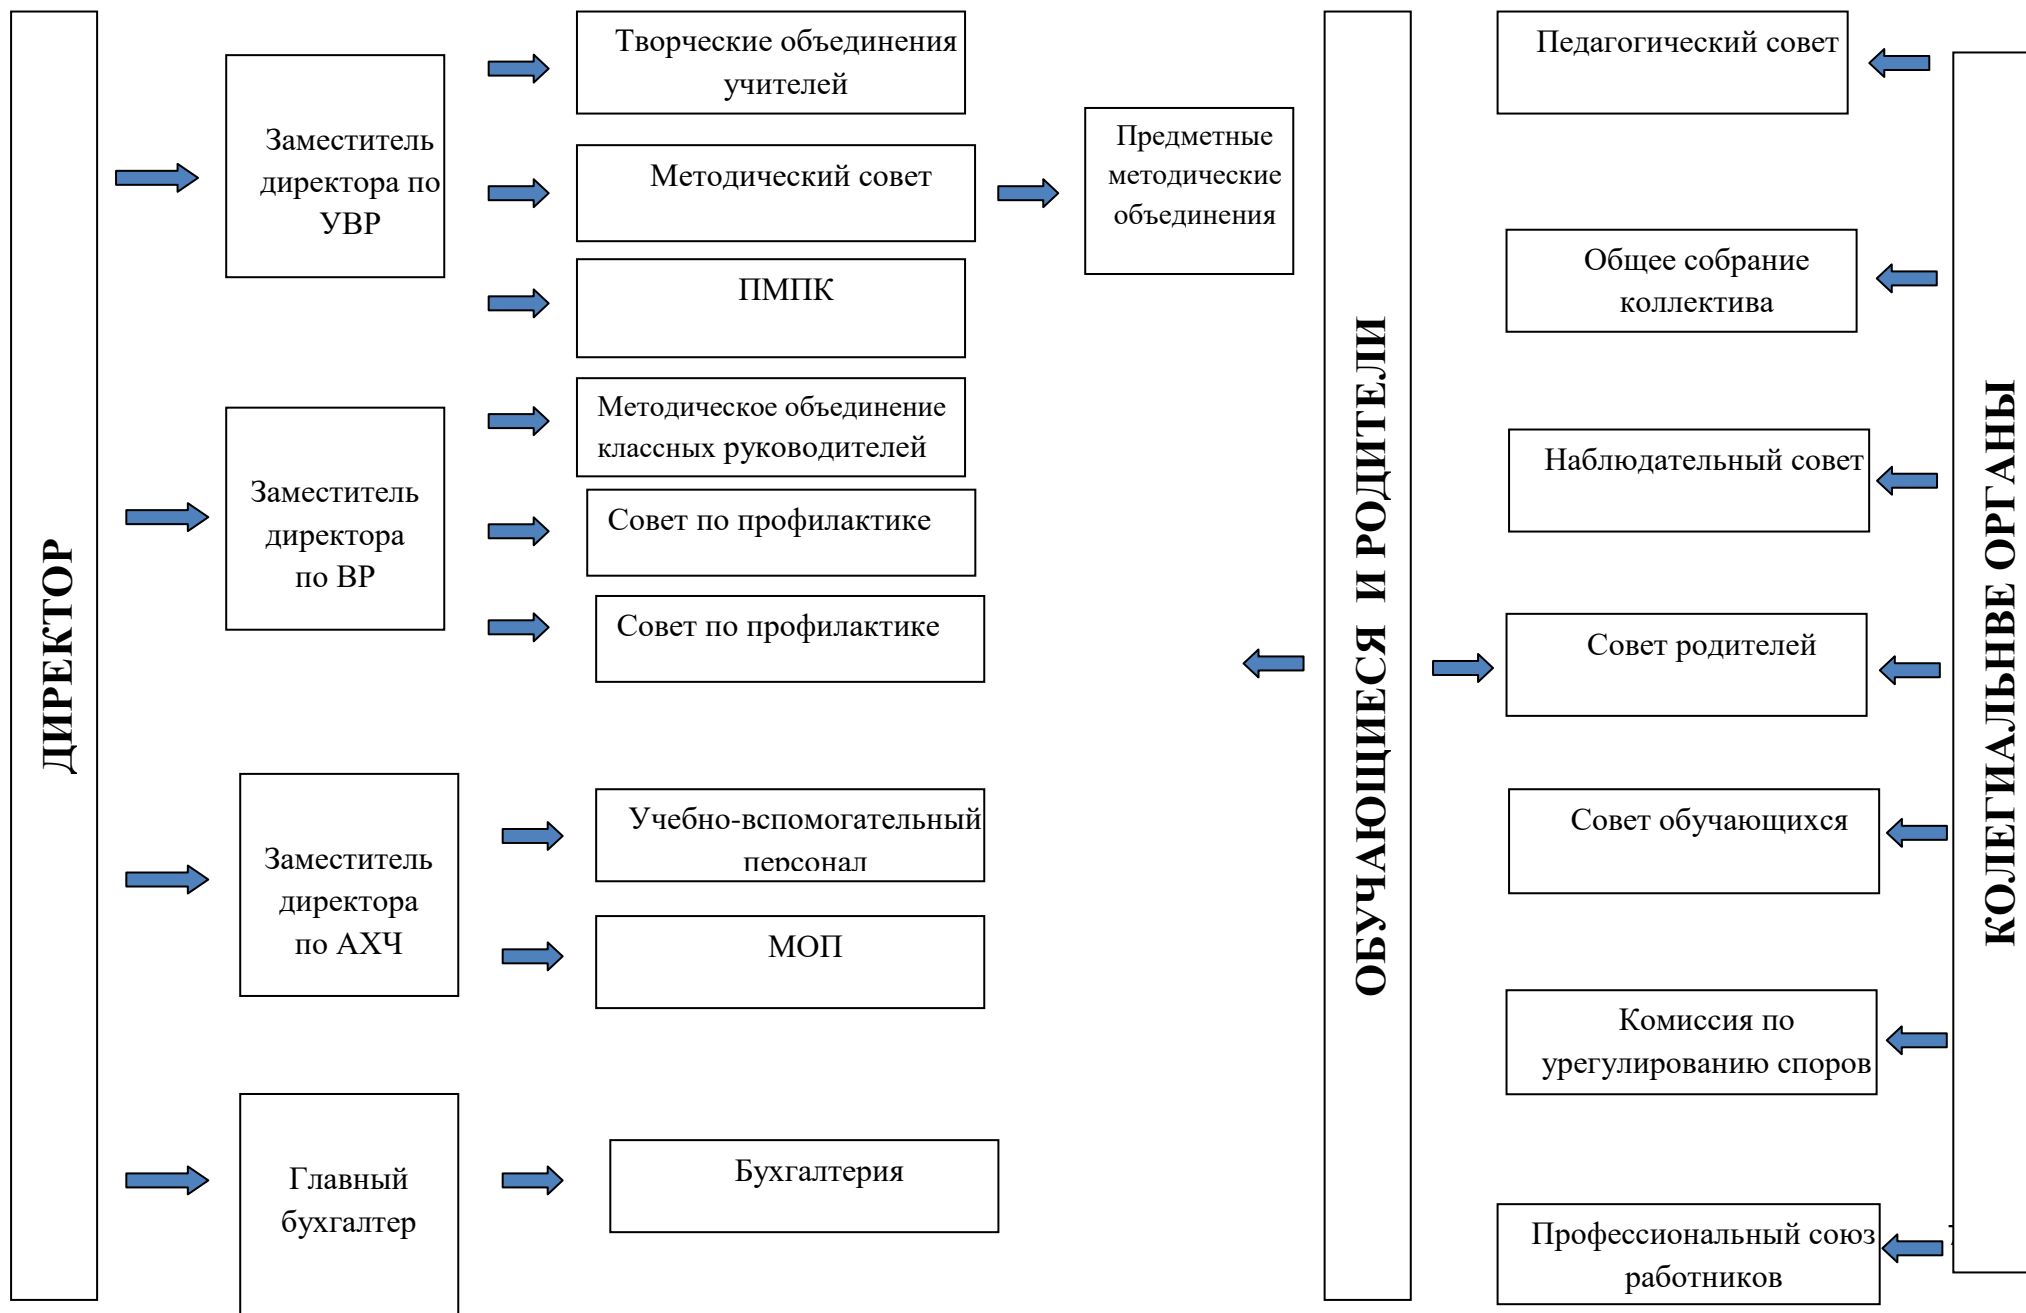 ДИРЕКТОР
Заместитель
директора по
УВР
Творческие объединения
учителей
Методический совет
Предметные
методические
объединения
ПМПК
Заместитель
директора
по ВР
Методическое объединение
классных руководителей
Совет по профилактике
Совет по профилактике
Заместитель
директора
по АХЧ
Учебно-вспомогательный
персонал
МОП
Главный
бухгалтер
Бухгалтерия
ОБУЧАЮЩИЕСЯ И РОДИТЕЛИ
Педагогический совет
Общее собрание
коллектива
Наблюдательный совет
Совет родителей
Совет обучающихся
Комиссия по
урегулированию споров
Профессиональный союз
работников
КОЛЕГИАЛЬНВЕ ОРГАНЫ